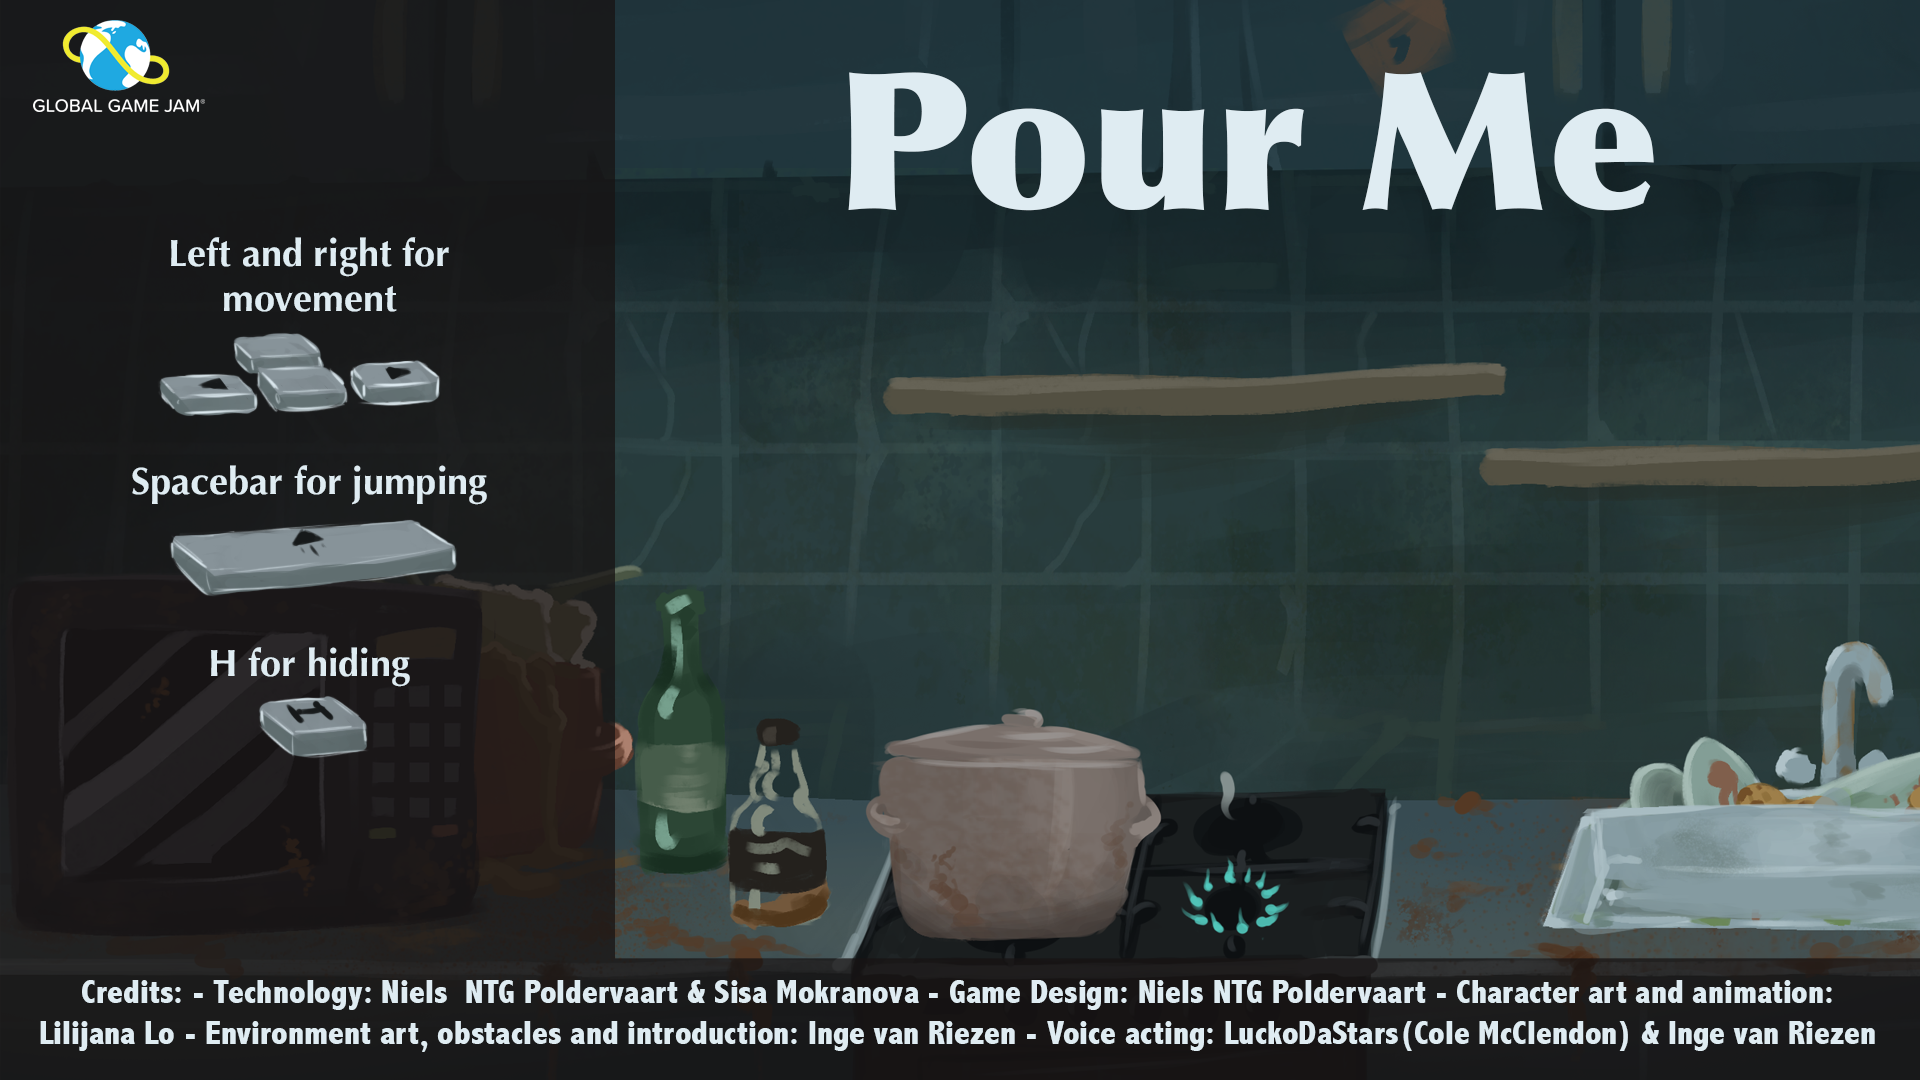 GLOBAL GAME JAM®
Pour Me
Left and right for
movement
Spacebar for jumping
H for hiding
H
Credits: - Technology: Niels NTG Poldervaart & Sisa Mokranova - Game Design: Niels NTG Poldervaart - Character art and animation:
Lilijana Lo - Environment art, obstacles and introduction: Inge van Riezen - Voice acting: LuckoDaStars(Cole McClendon) & Inge van Riezen